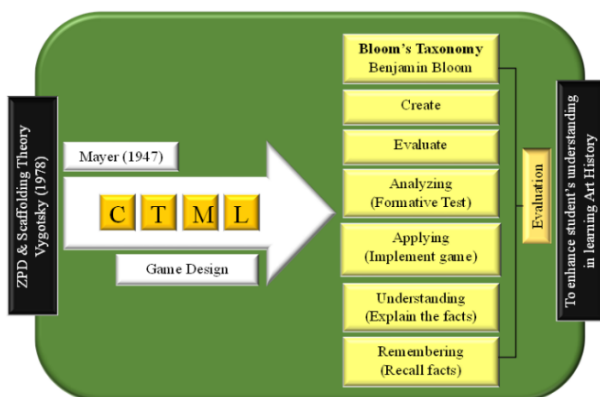 ZPD & Scaffolding Theory
Vygotsky (1978)
Mayer (1947)
C T M L
Game Design
Bloom's Taxonomy
Benjamin Bloom
Create
Evaluate
Analyzing
(Formative Test)
Applying
(Implement game)
Understanding
(Explain the facts)
Remembering
(Recall facts)
Evaluation
To enhance student's understanding
in learning Art History